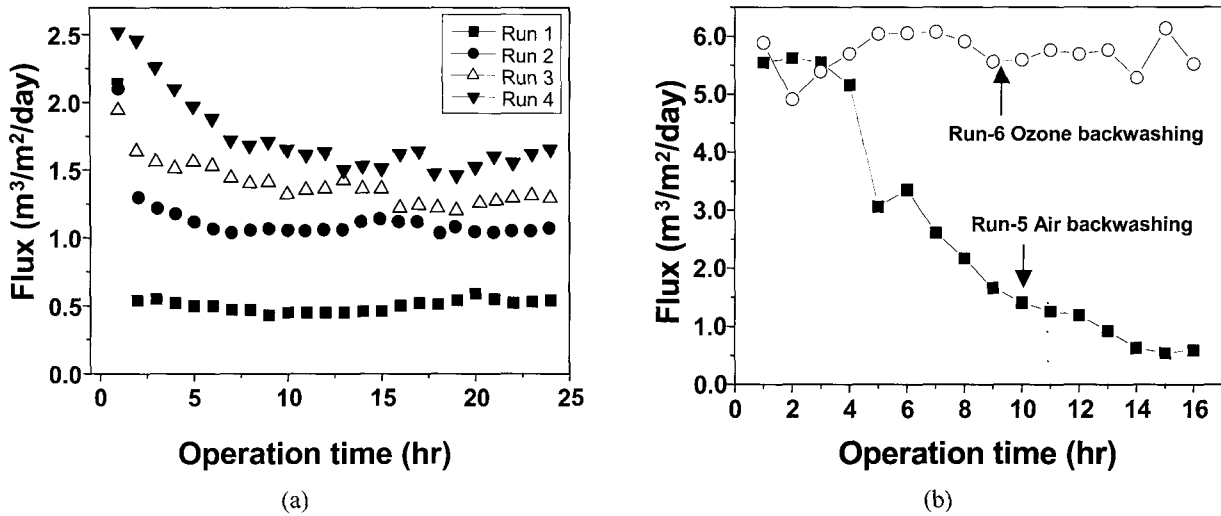 2.5
2.0
1.5
1.0
0.5
0.0
Flux (m³/m²/day)
0 5 10 15 20 25
Operation time (hr)
Run 1
Run 2
Run 3
Run 4
(a)
6.0
5.0
4.0
3.0
2.0
1.0
0.0
Flux (m³/m²/day)
0 2 4 6 8 10 12 14 16
Operation time (hr)
Run-6 Ozone backwashing
Run-5 Air backwashing
(b)